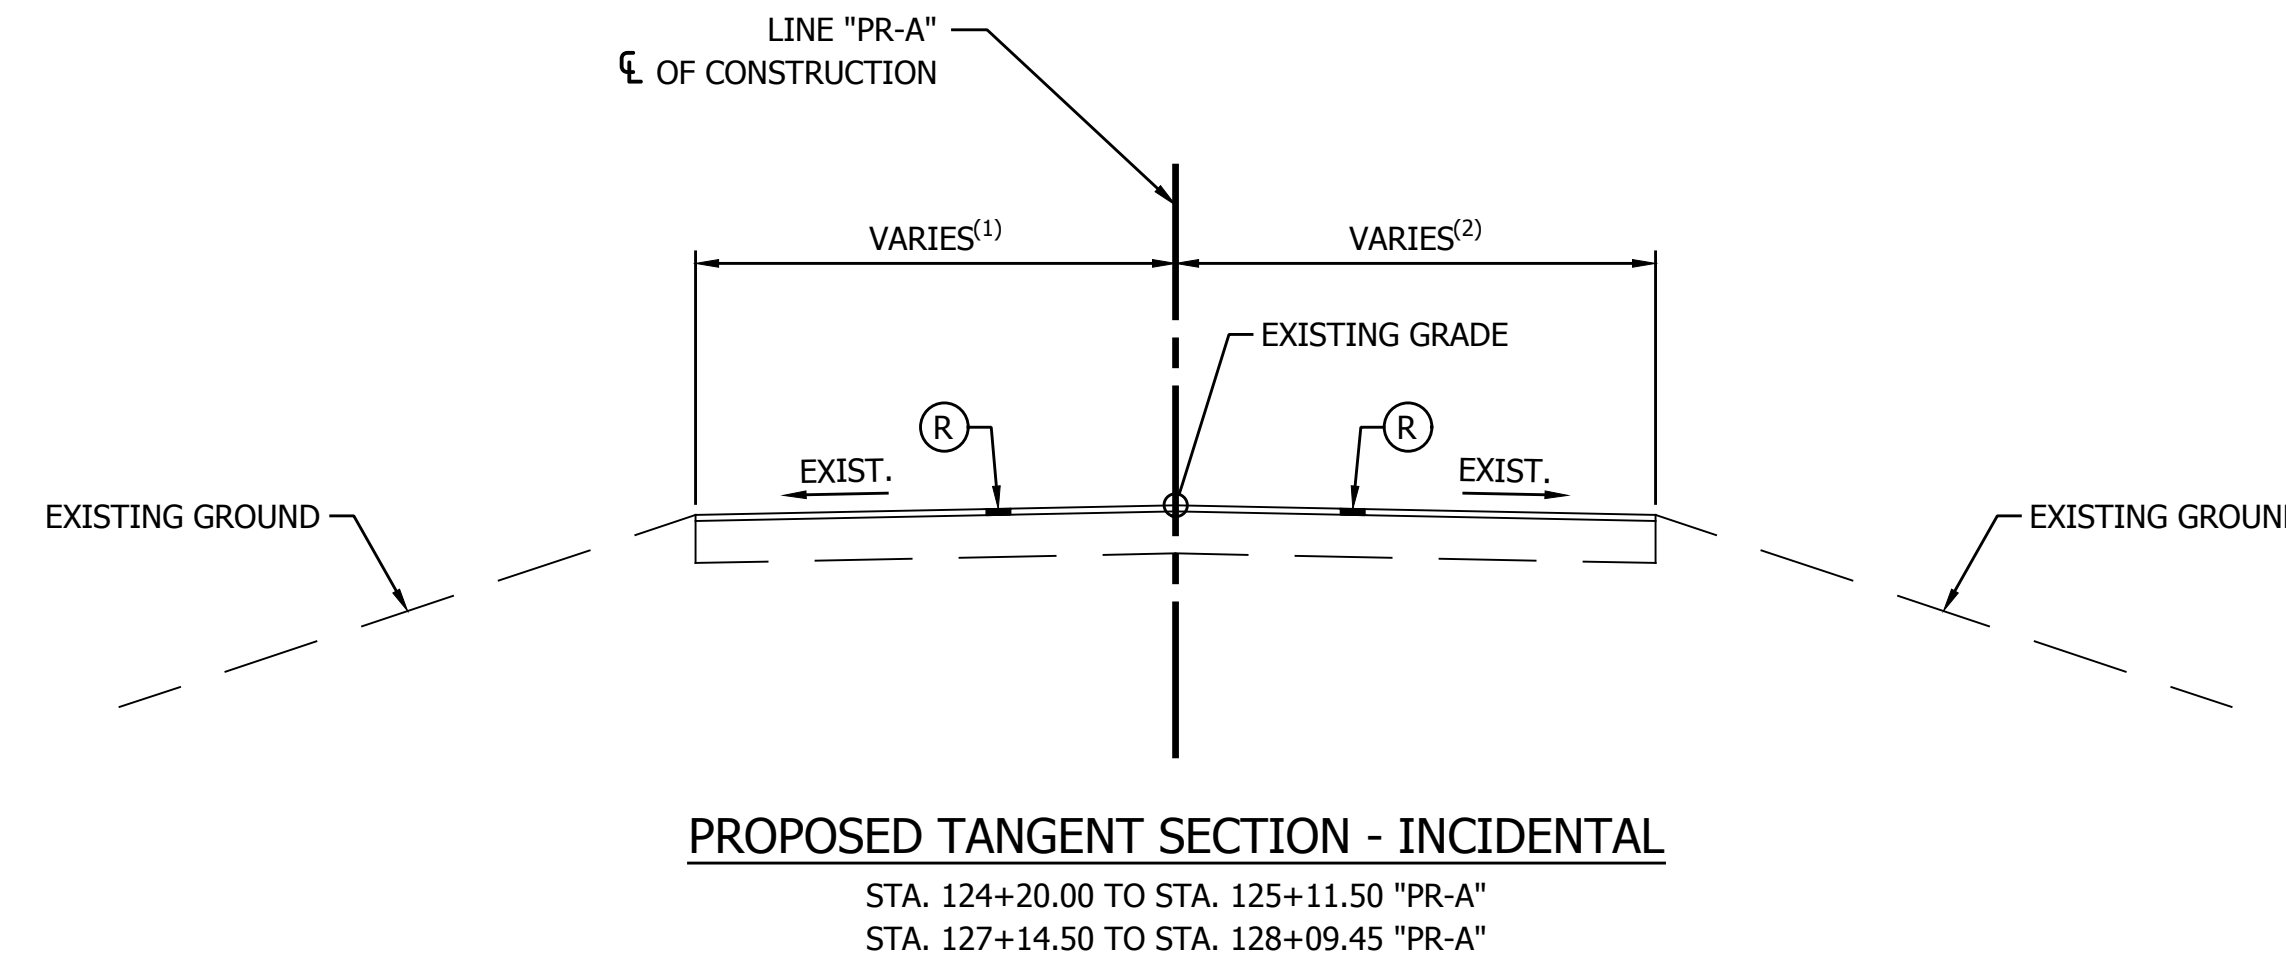 LINE "PR-A"
℄ OF CONSTRUCTION
VARIES(1)
VARIES(2)
EXISTING GRADE
R
R
EXIST.
EXIST.
EXISTING GROUND
EXISTING GROUN
PROPOSED TANGENT SECTION - INCIDENTAL
STA. 124+20.00 TO STA. 125+11.50 "PR-A"
STA. 127+14.50 TO STA. 128+09.45 "PR-A"